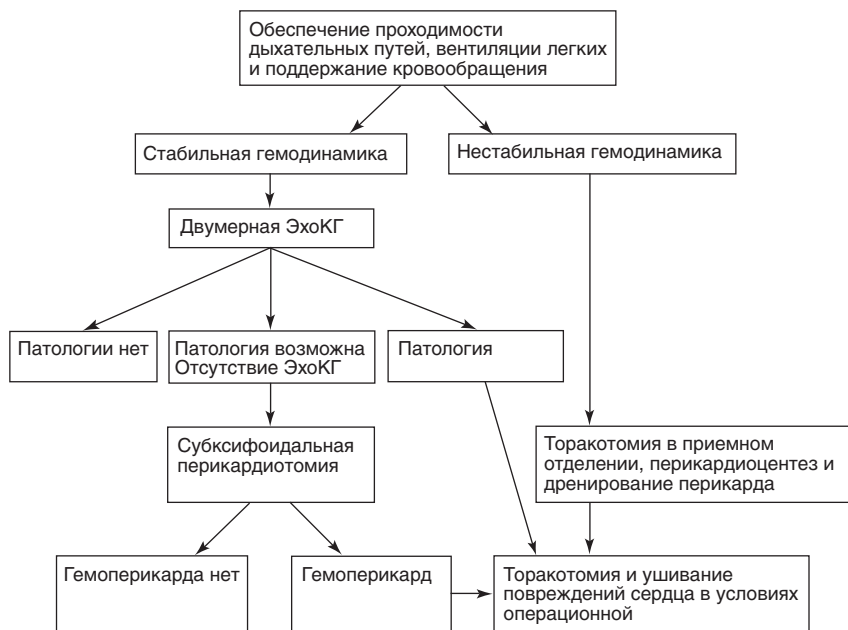 Обеспечение проходимости
дыхательных путей, вентиляции легких
и поддержание кровообращения
Стабильная гемодинамика
Нестабильная гемодинамика
Двумерная ЭхоКГ
Патологии нет
Патология возможна
Отсутствие ЭхоКГ
Патология
Субксифоидальная
перикардиотомия
Торакотомия в приемном
отделении, перикардиоцентез и
дренирование перикарда
Гемоперикарда нет
Гемоперикард
Торакотомия и ушивание
повреждений сердца в условиях
операционной